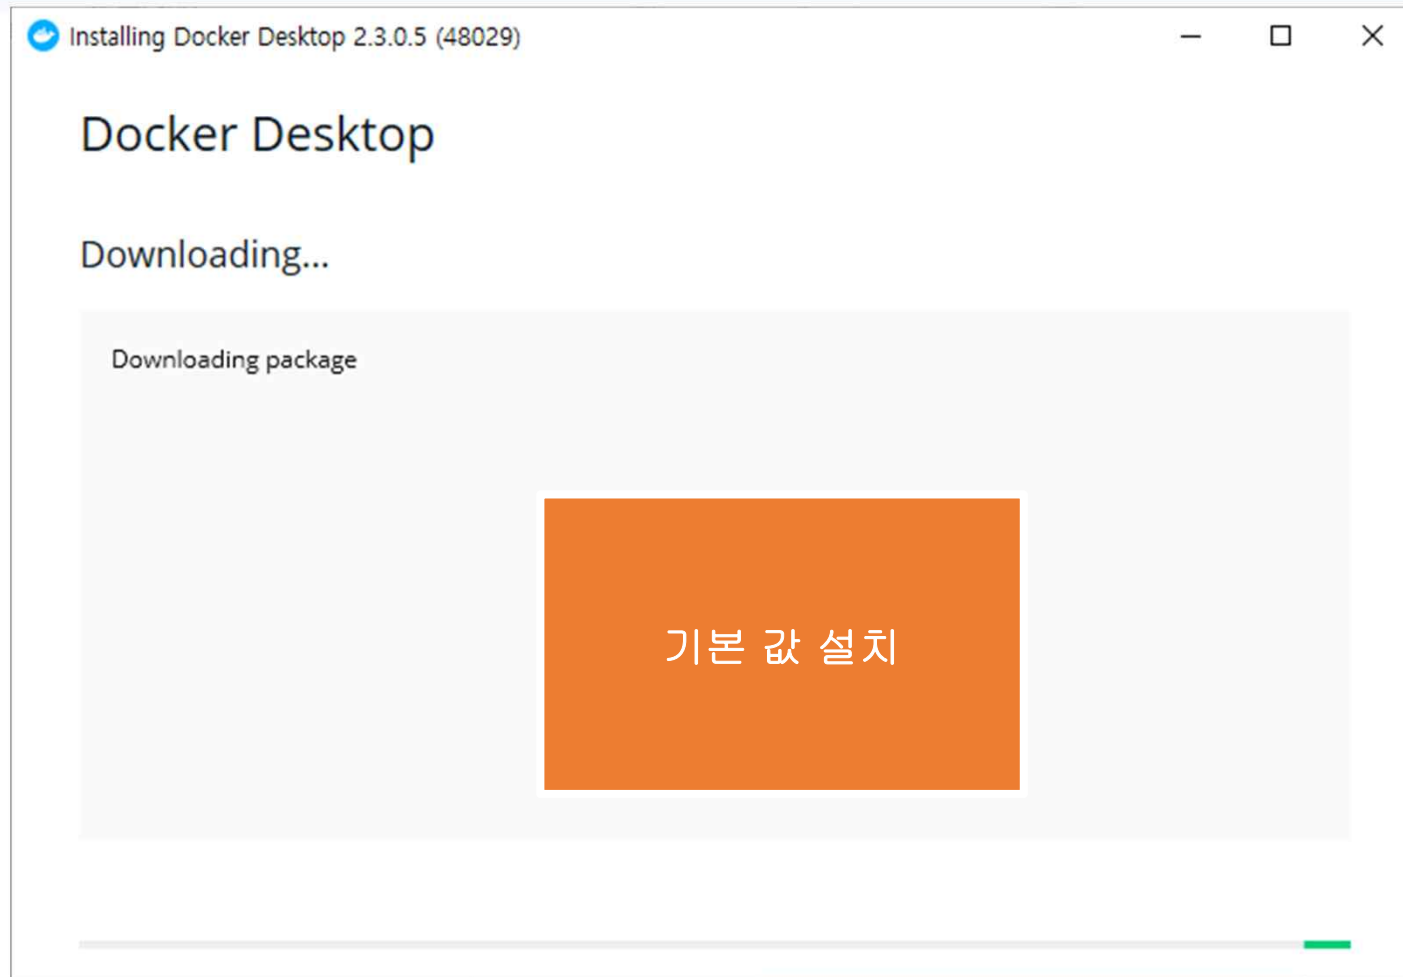 Installing Docker Desktop 2.3.0.5 (48029)
Docker Desktop
Downloading...
Downloading package
기본 값 설치